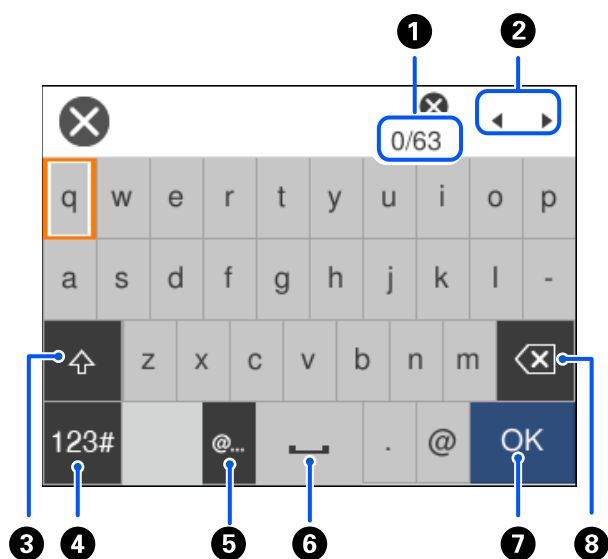 1 2
0/63
q w e r t y u i o p
a s d f g h j k l -
z x c v b n m
123# @... . @ OK
3 4 5 6 7 8